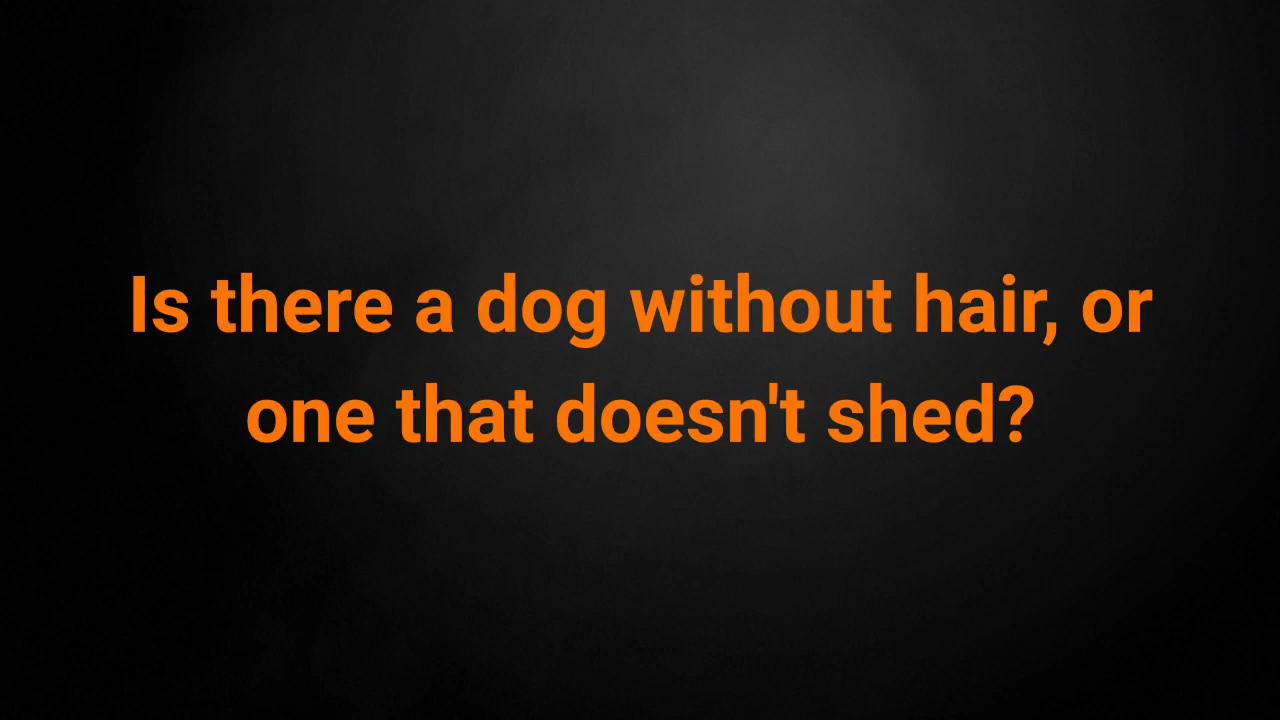 Is there a dog without hair, or
one that doesn't shed?